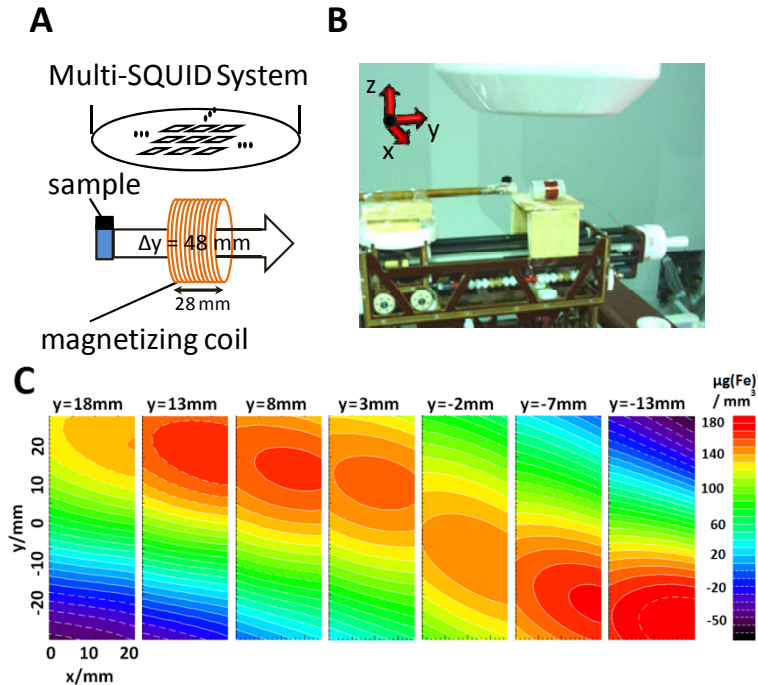 A
Multi-SQUID System
sample
Δy = 48 mm
28 mm
magnetizing coil
B
z
y
x
C
y=18mm y=13mm y=8mm y=3mm y=-2mm y=-7mm y=-13mm
µg(Fe)
/ mm³
y/mm
20
10
0
-10
-20
0 10 20
x/mm
180
140
100
60
20
-20
-50